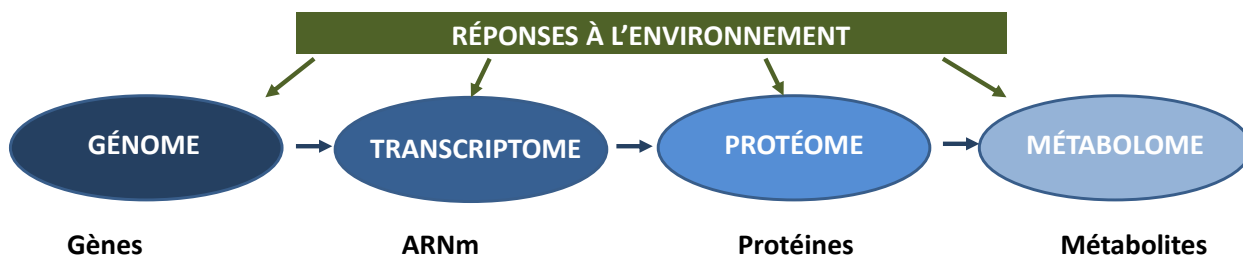 RÉPONSES À L’ENVIRONNEMENT
GÉNOME
TRANSCRIPTOME
PROTÉOME
MÉTABOLOME
Gènes
ARNm
Protéines
Métabolites